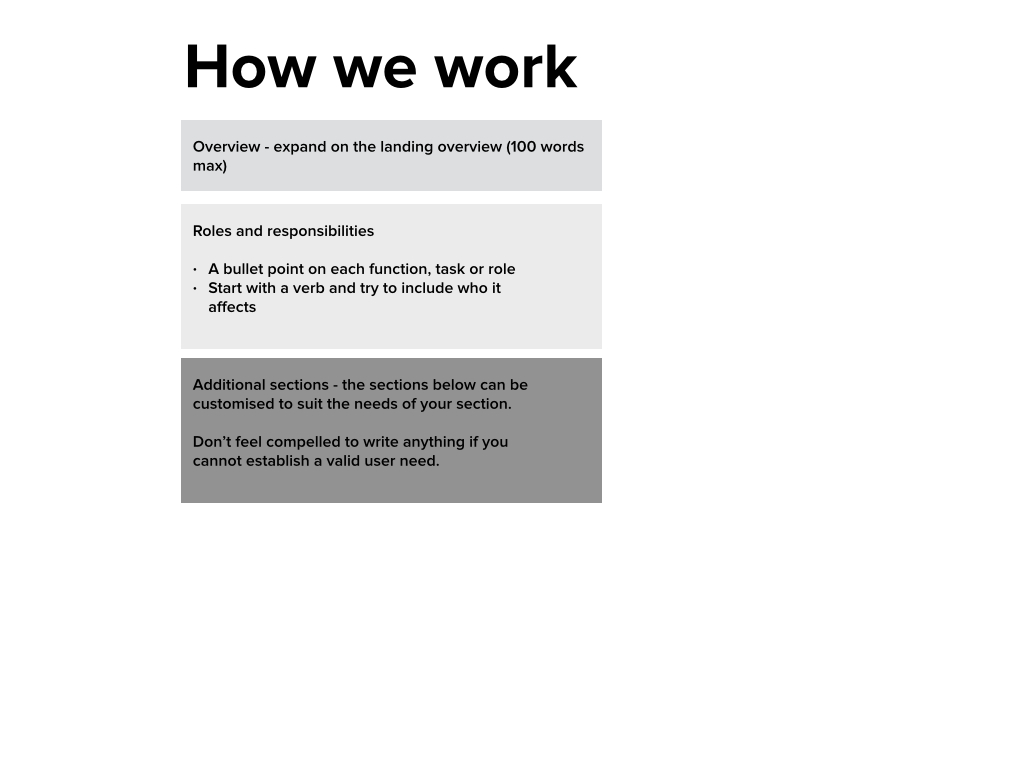 How we work
Overview - expand on the landing overview (100 words
max)
Roles and responsibilities
• A bullet point on each function, task or role
• Start with a verb and try to include who it
affects
Additional sections - the sections below can be
customised to suit the needs of your section.
Don’t feel compelled to write anything if you
cannot establish a valid user need.